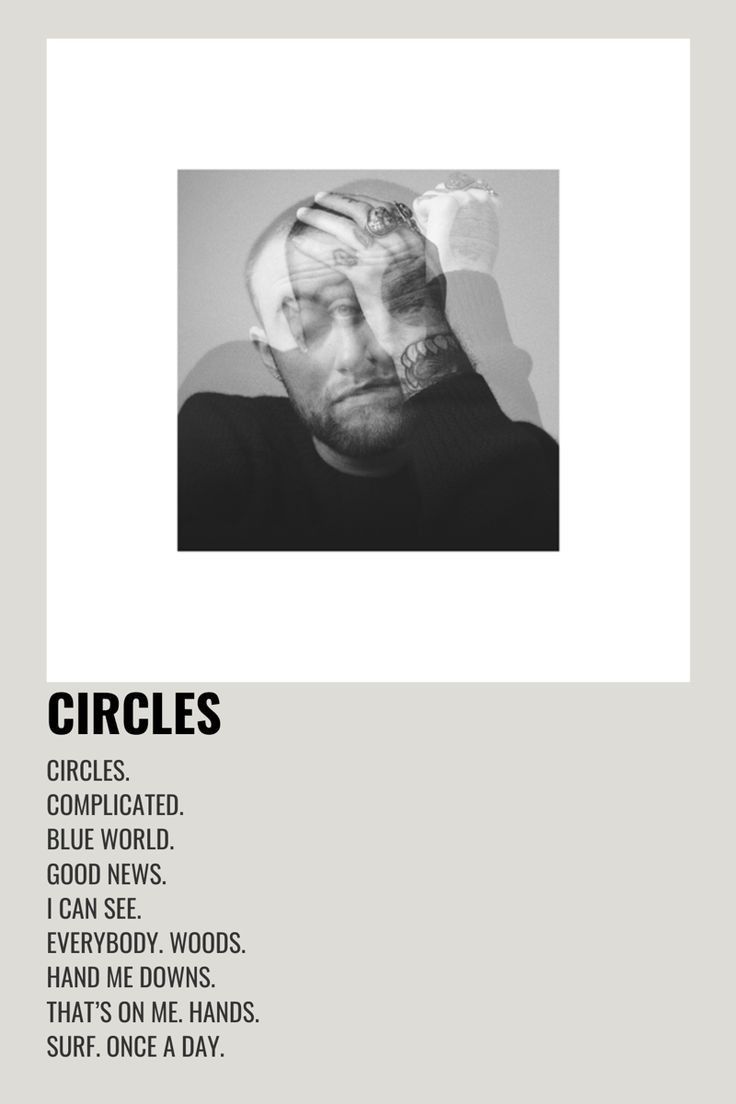 CIRCLES
CIRCLES.
COMPLICATED.
BLUE WORLD.
GOOD NEWS.
I CAN SEE.
EVERYBODY. WOODS.
HAND ME DOWNS.
THAT’S ON ME. HANDS.
SURF. ONCE A DAY.